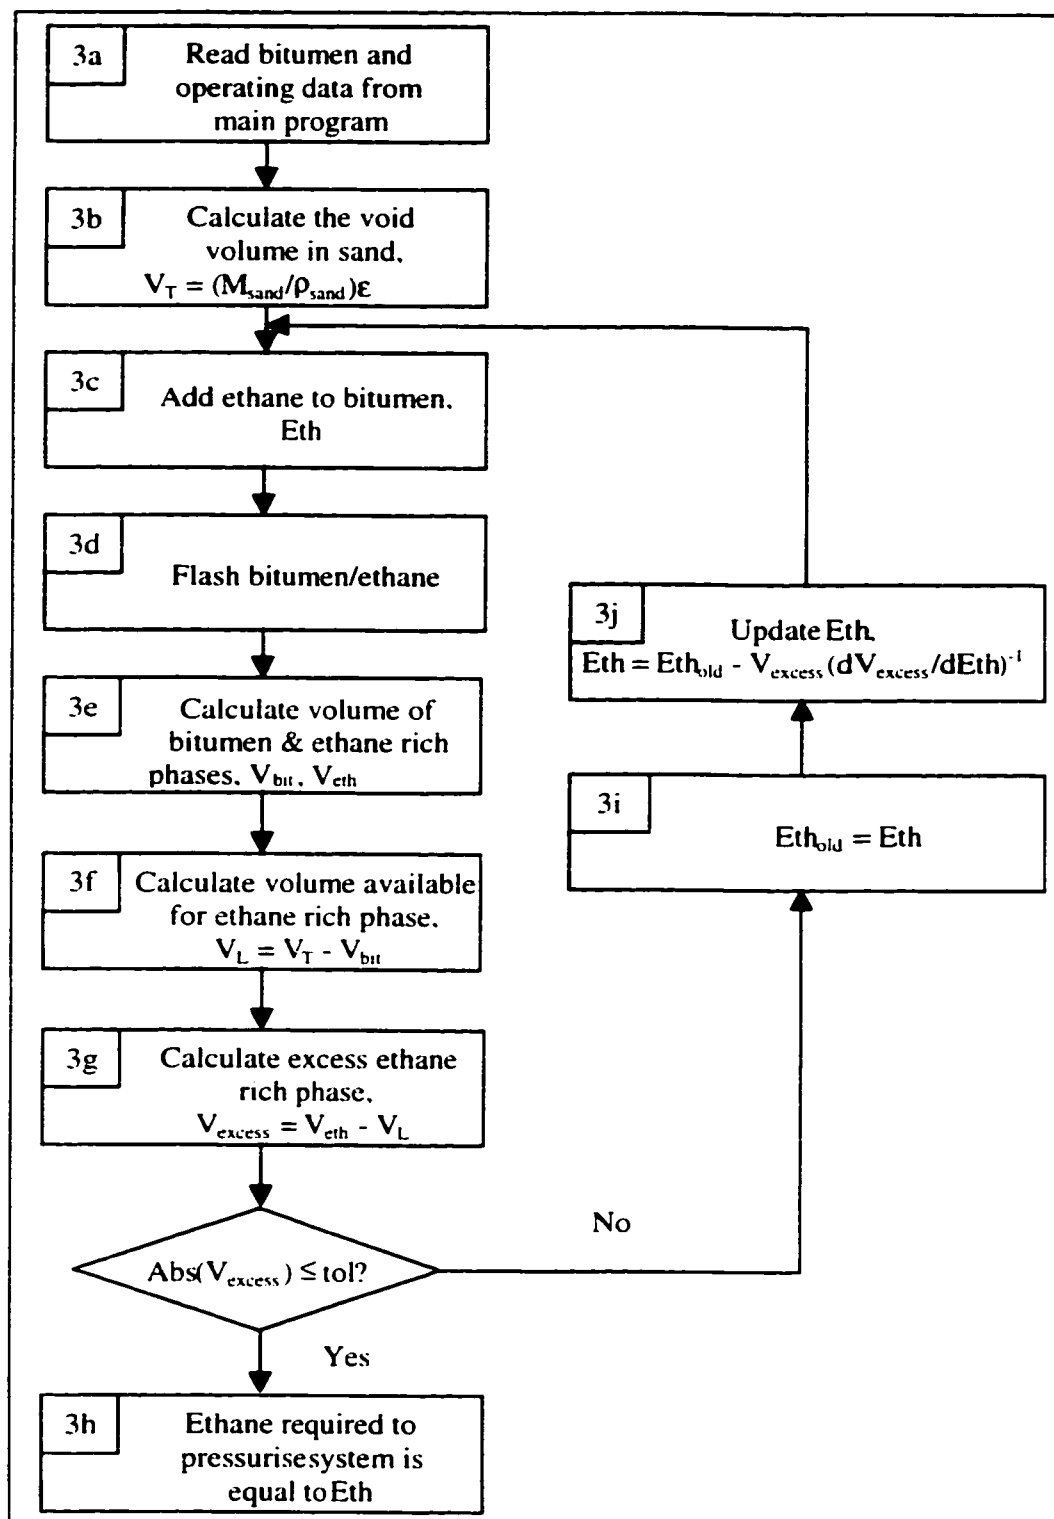 3a
Read bitumen and
operating data from
main program
3b
Calculate the void
volume in sand.
V_T = (M_sand/ρ_sand)ε
3c
Add ethane to bitumen.
Eth
3d
Flash bitumen/ethane
3e
Calculate volume of
bitumen & ethane rich
phases. V_bit, V_eth
3f
Calculate volume available
for ethane rich phase.
V_L = V_T - V_bit
3g
Calculate excess ethane
rich phase.
V_excess = V_eth - V_L
Abs(V_excess) ≤ tol?
No
Yes
3h
Ethane required to
pressurise system is
equal to Eth
3i
Eth_old = Eth
3j
Update Eth.
Eth = Eth_old - V_excess(dV_excess/dEth)^-1